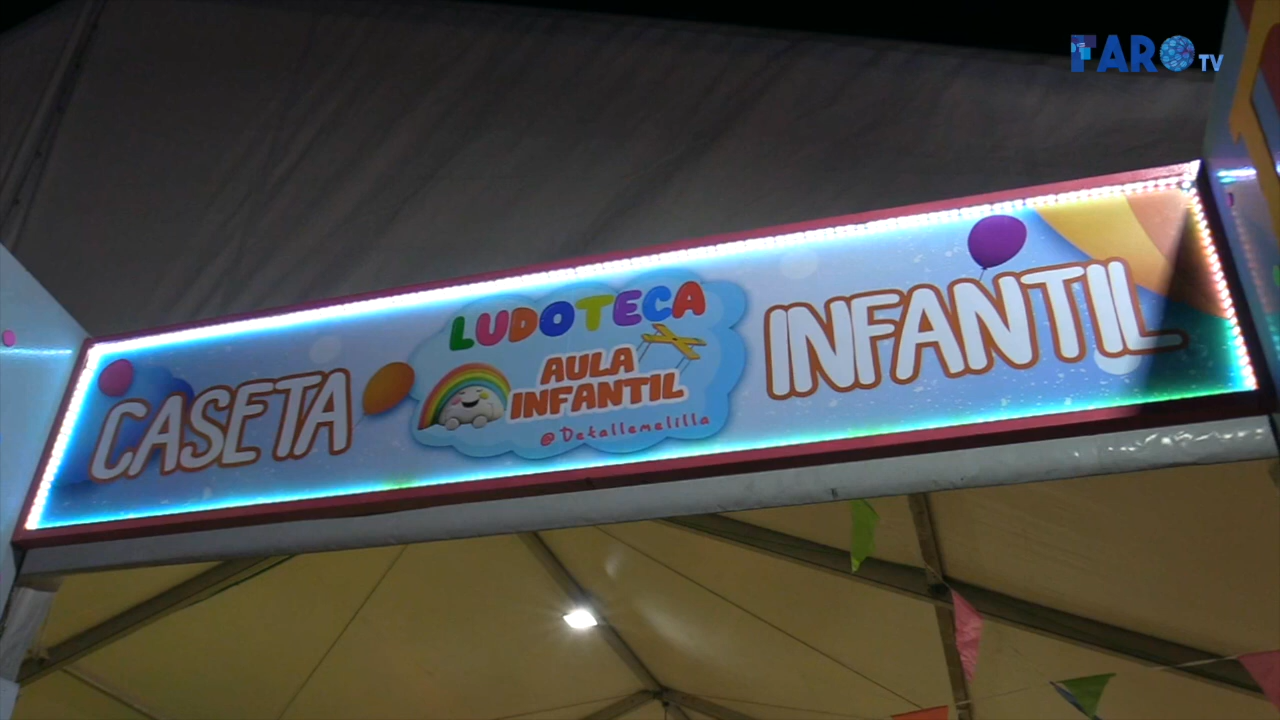 FARO TV
CASETA
LUDOTECA
AULA
INFANTIL
@Detallemelilla
INFANTIL